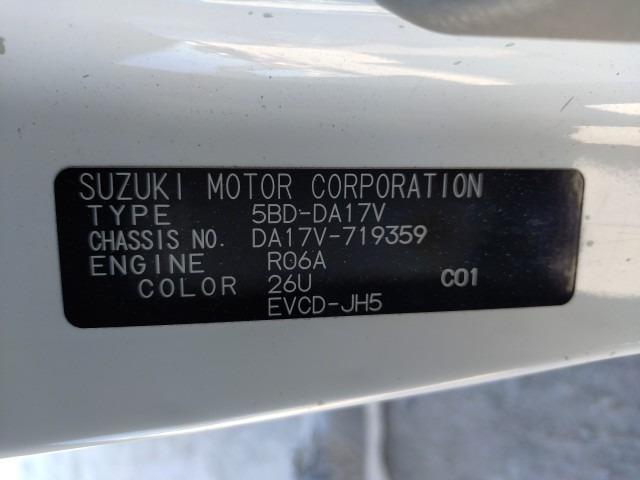 SUZUKI MOTOR CORPORATION
TYPE 5BD-DA17V
CHASSIS NO. DA17V-719359
ENGINE R06A
COLOR 26U C01
EVCD-JH5